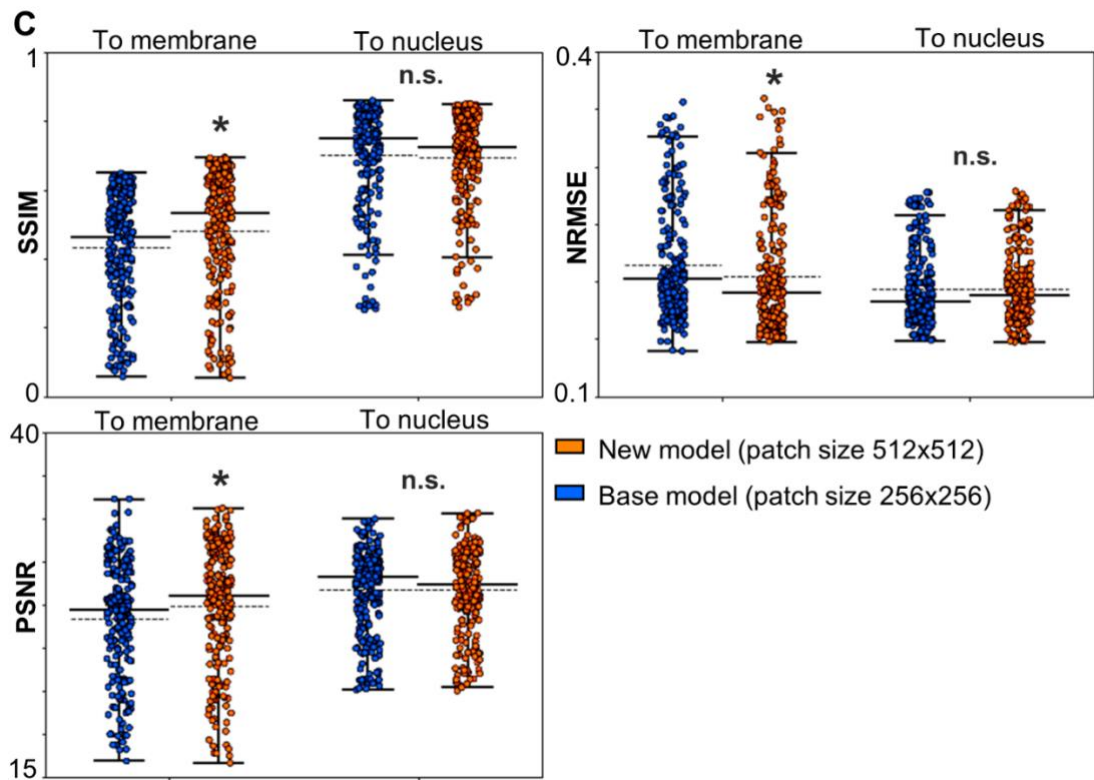 C
To membrane
To nucleus
1
SSIM
0
*
n.s.
To membrane
To nucleus
0.4
NRMSE
0.1
*
n.s.
To membrane
To nucleus
40
PSNR
15
*
n.s.
New model (patch size 512x512)
Base model (patch size 256x256)